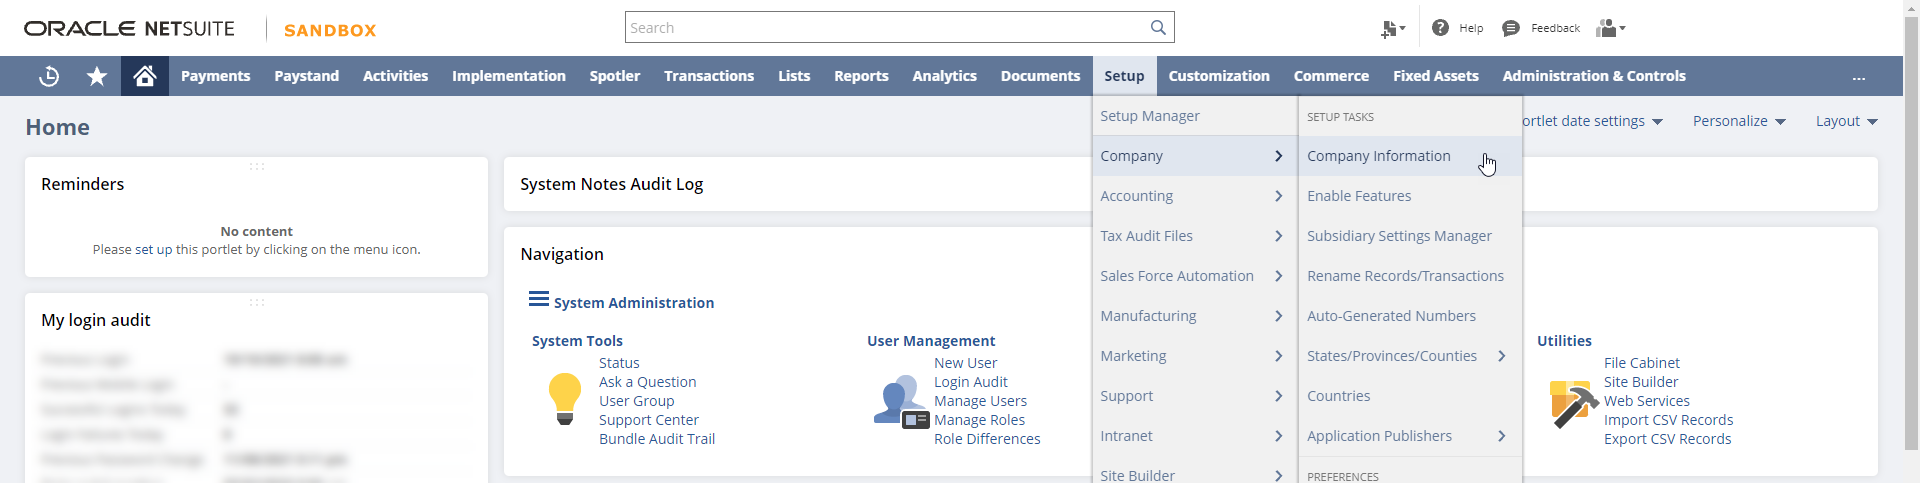 ORACLE NETSUITE SANDBOX
Search
Help Feedback
Payments Paystand Activities Implementation Spotler Transactions Lists Reports Analytics Documents Setup Customization Commerce Fixed Assets Administration & Controls ...
Home
ortlet date settings Personalize Layout
Reminders
No content
Please set up this portlet by clicking on the menu icon.
My login audit
System Notes Audit Log
Navigation
System Administration
System Tools
Status
Ask a Question
User Group
Support Center
Bundle Audit Trail
User Management
New User
Login Audit
Manage Users
Manage Roles
Role Differences
Setup Manager
Company
Accounting
Tax Audit Files
Sales Force Automation
Manufacturing
Marketing
Support
Intranet
Site Builder
SETUP TASKS
Company Information
Enable Features
Subsidiary Settings Manager
Rename Records/Transactions
Auto-Generated Numbers
States/Provinces/Counties
Countries
Application Publishers
PREFERENCES
Utilities
File Cabinet
Site Builder
Web Services
Import CSV Records
Export CSV Records